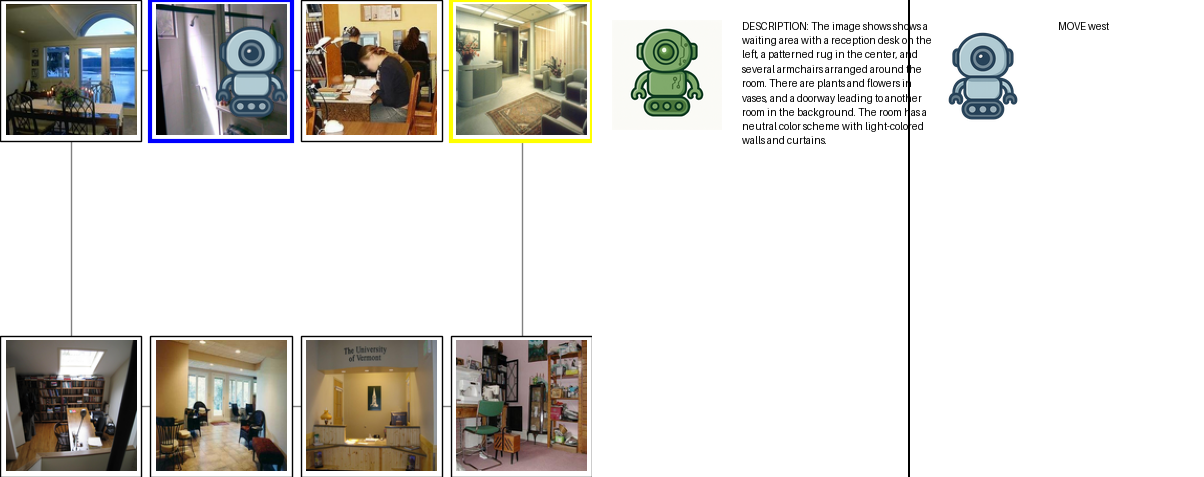 DESCRIPTION: The image shows shows a
waiting area with a reception desk on the
left, a patterned rug in the center, and
several armchairs arranged around the
room. There are plants and flowers in
vases, and a doorway leading to another
room in the background. The room has a
neutral color scheme with light-colored
walls and curtains.
MOVE west
The University
of Vermont